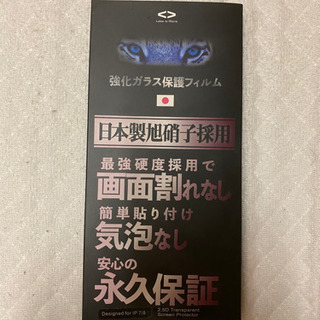 強化ガラス保護フィルム
日本製旭硝子採用
最強硬度採用で
画面割れなし
簡単貼り付け
気泡なし
安心の
永久保証
Designed for IP 7/8
2.5D Transparent
Screen Protector